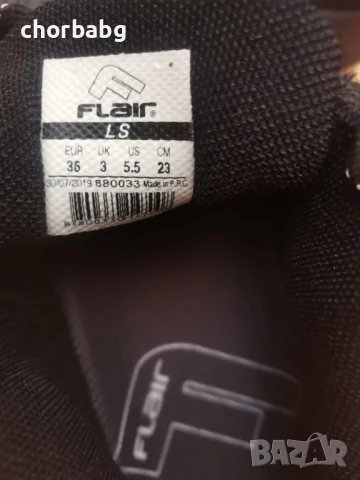 chorbabg
FLAIR®
LS
EUR UK US CM
36 3 5.5 23
30/07/2019 880033 Made in P.R.C
FLAIR
BAZAR